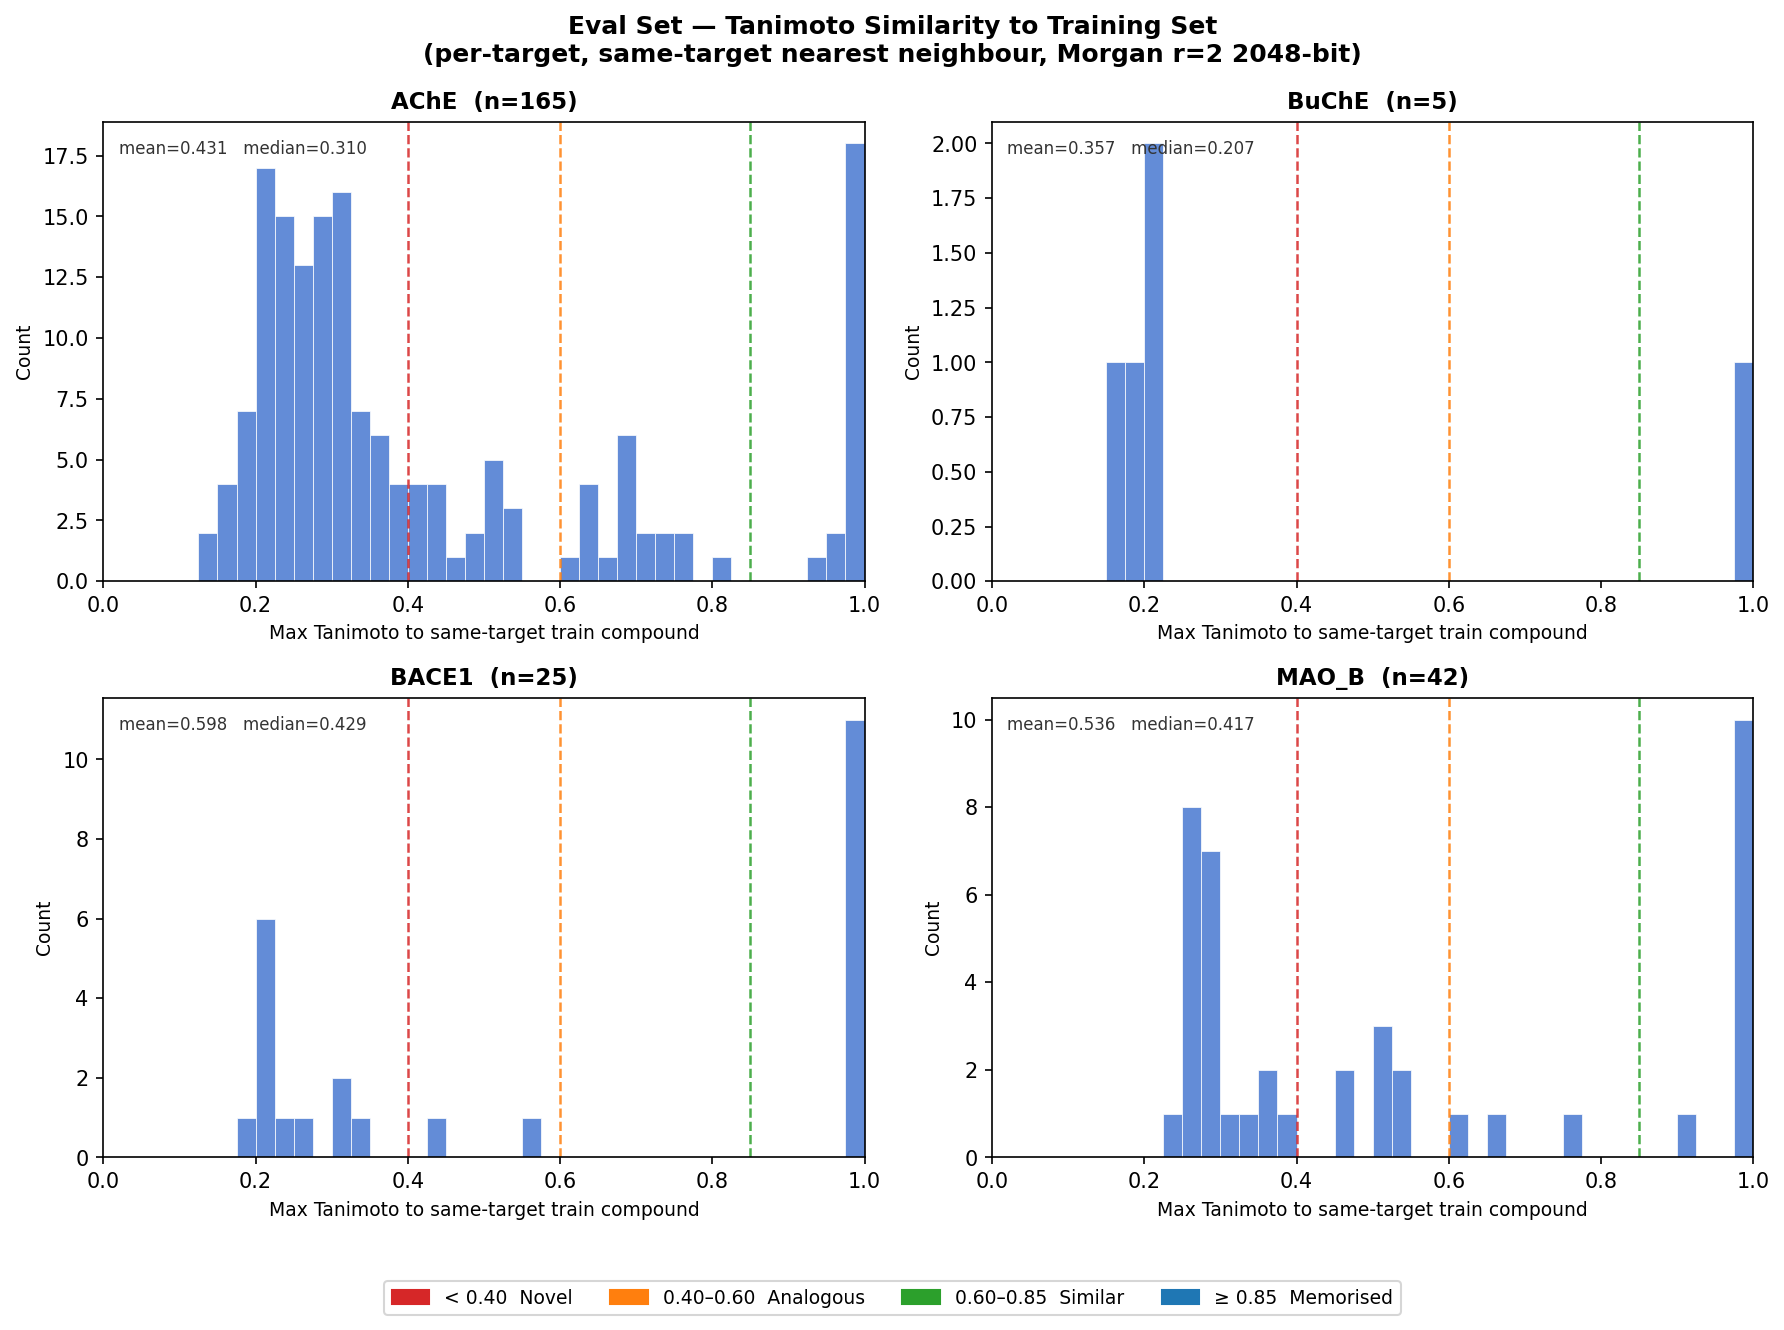 Eval Set — Tanimoto Similarity to Training Set
(per-target, same-target nearest neighbour, Morgan r=2 2048-bit)
AChE (n=165)
mean=0.431 median=0.310
Count
17.5
15.0
12.5
10.0
7.5
5.0
2.5
0.0
0.0 0.2 0.4 0.6 0.8 1.0
Max Tanimoto to same-target train compound
BuChE (n=5)
mean=0.357 median=0.207
Count
2.00
1.75
1.50
1.25
1.00
0.75
0.50
0.25
0.00
0.0 0.2 0.4 0.6 0.8 1.0
Max Tanimoto to same-target train compound
BACE1 (n=25)
mean=0.598 median=0.429
Count
10
8
6
4
2
0
0.0 0.2 0.4 0.6 0.8 1.0
Max Tanimoto to same-target train compound
MAO_B (n=42)
mean=0.536 median=0.417
Count
10
8
6
4
2
0
0.0 0.2 0.4 0.6 0.8 1.0
Max Tanimoto to same-target train compound
< 0.40 Novel 0.40–0.60 Analogous 0.60–0.85 Similar ≥ 0.85 Memorised